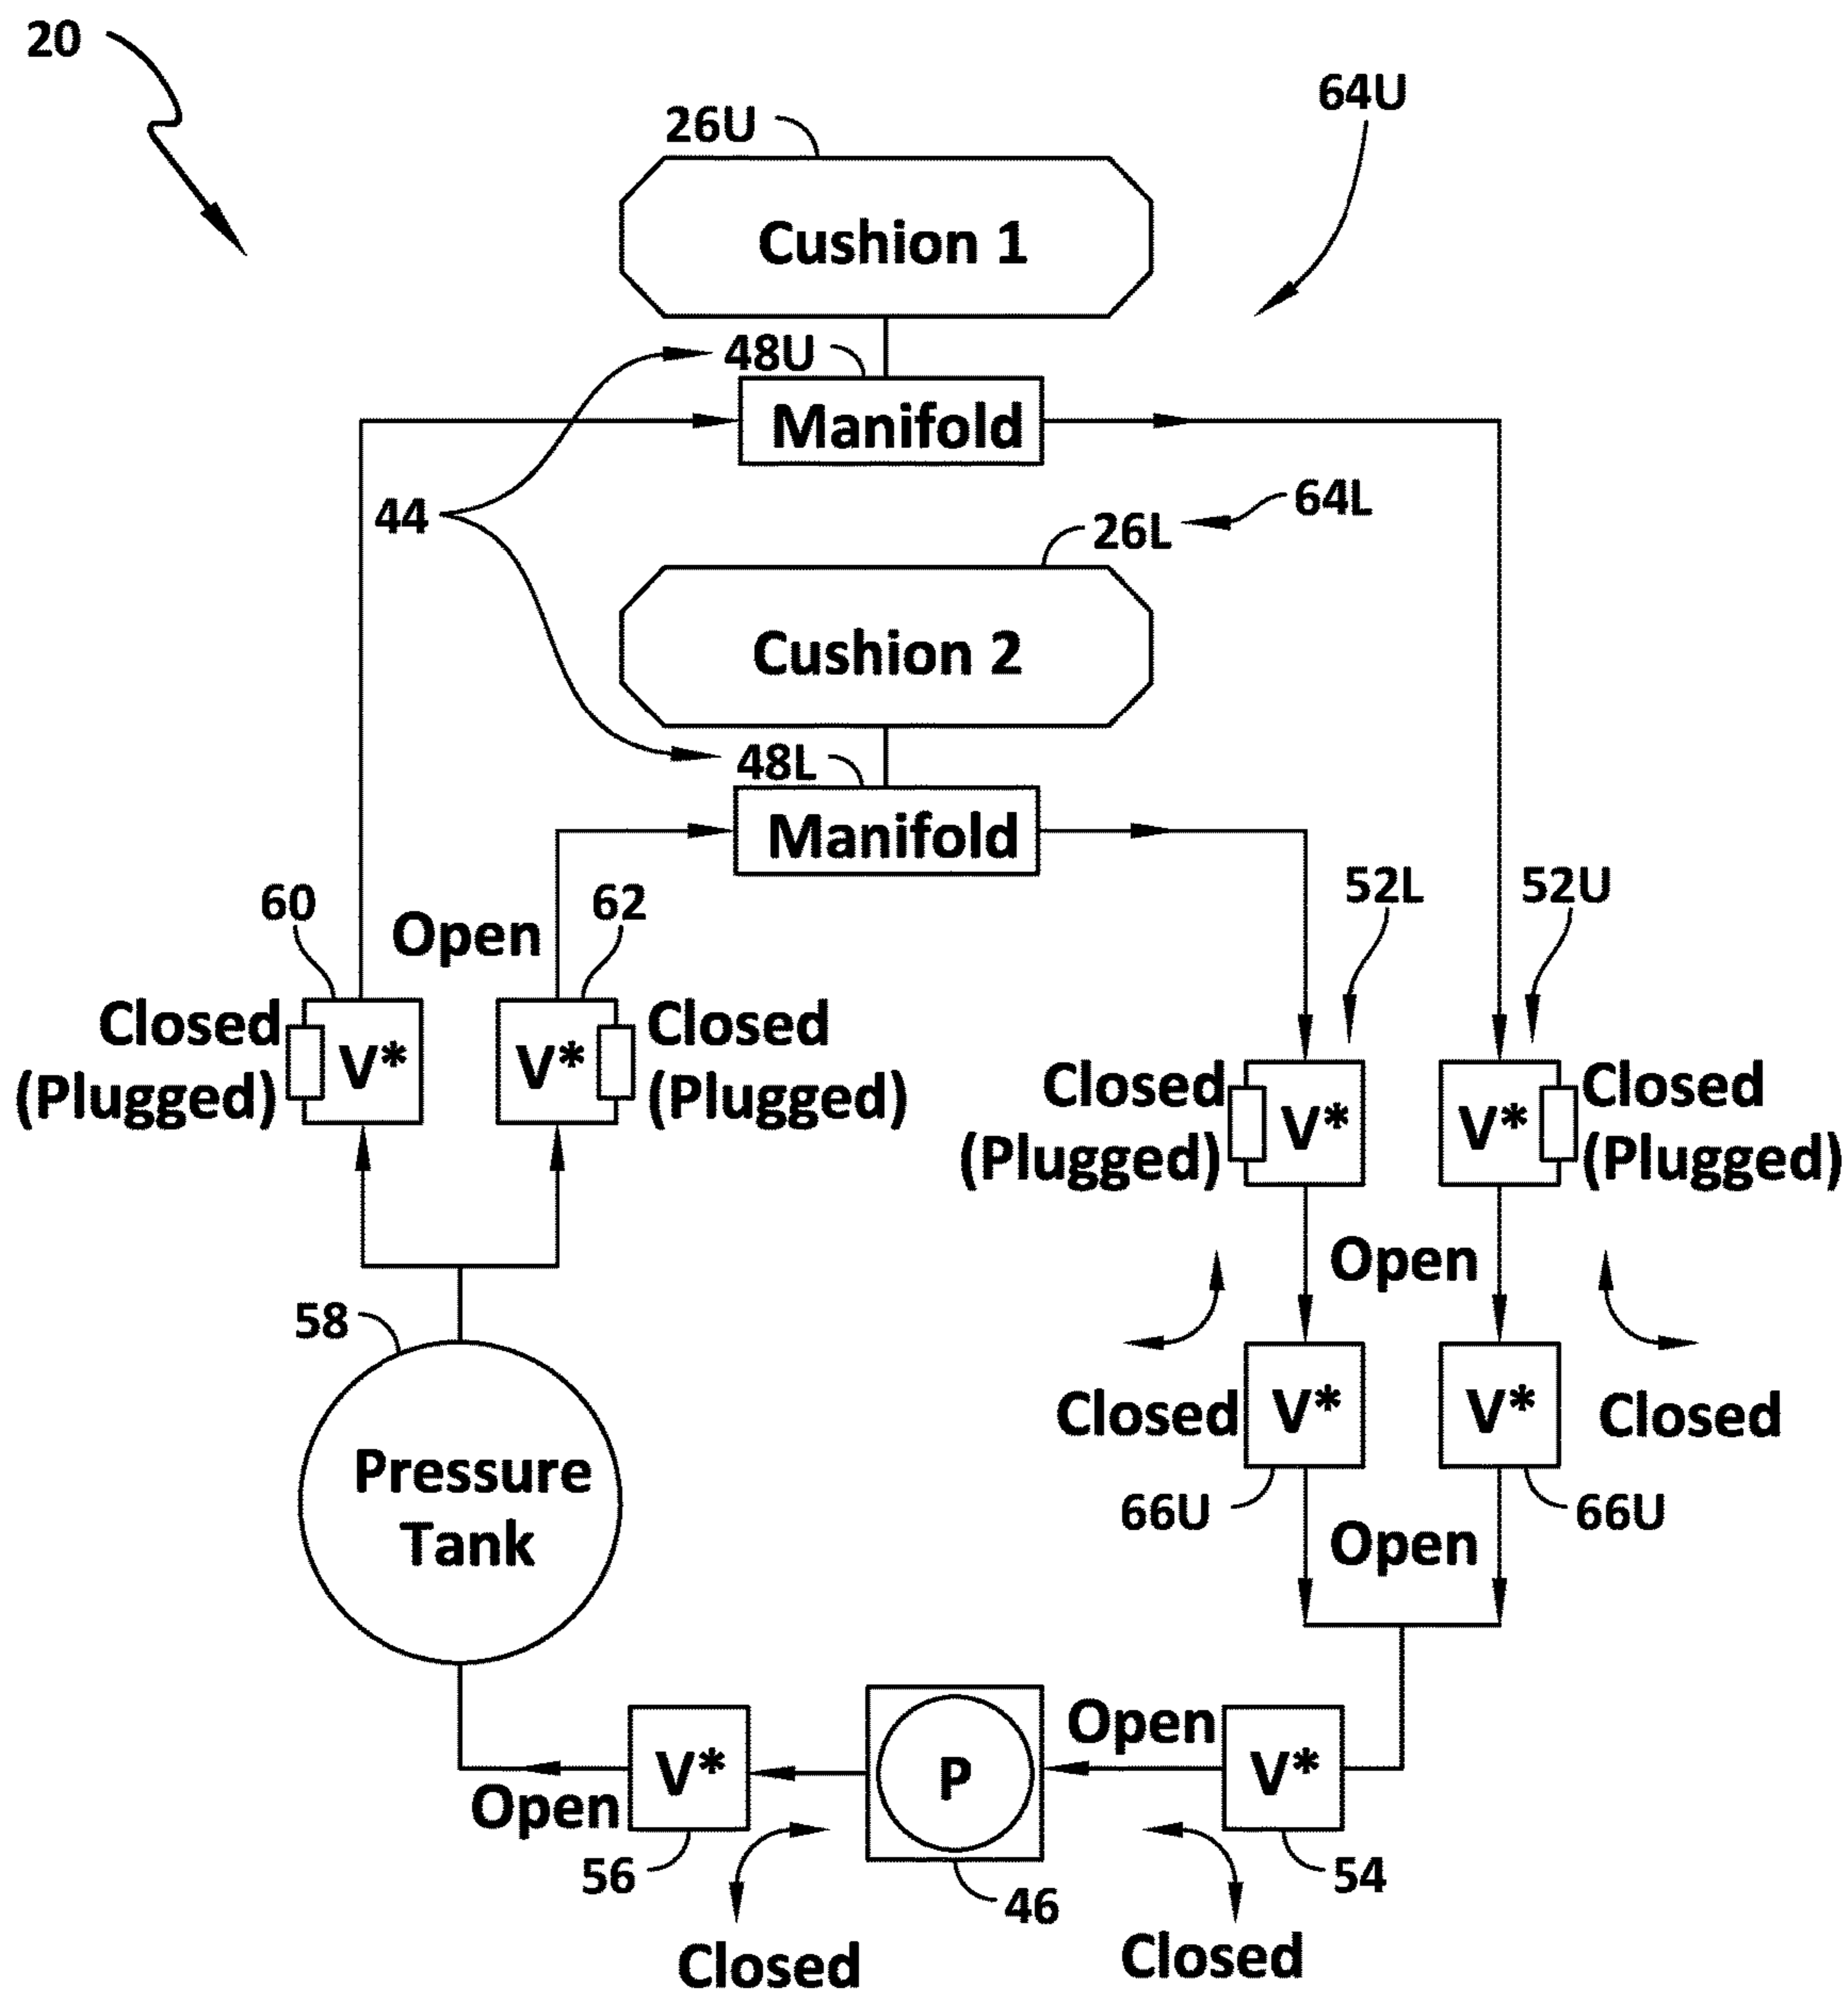 20
64U
26U
Cushion 1
48U
Manifold
44
64L
26L
Cushion 2
48L
Manifold
60
Open
62
52L
52U
Closed
(Plugged)
V*
V*
Closed
(Plugged)
Closed
(Plugged)
V*
V*
Closed
(Plugged)
Open
58
Closed
V*
V*
Closed
Pressure
Tank
66U
66U
Open
Open
V*
P
V*
Open
56
46
54
Closed
Closed